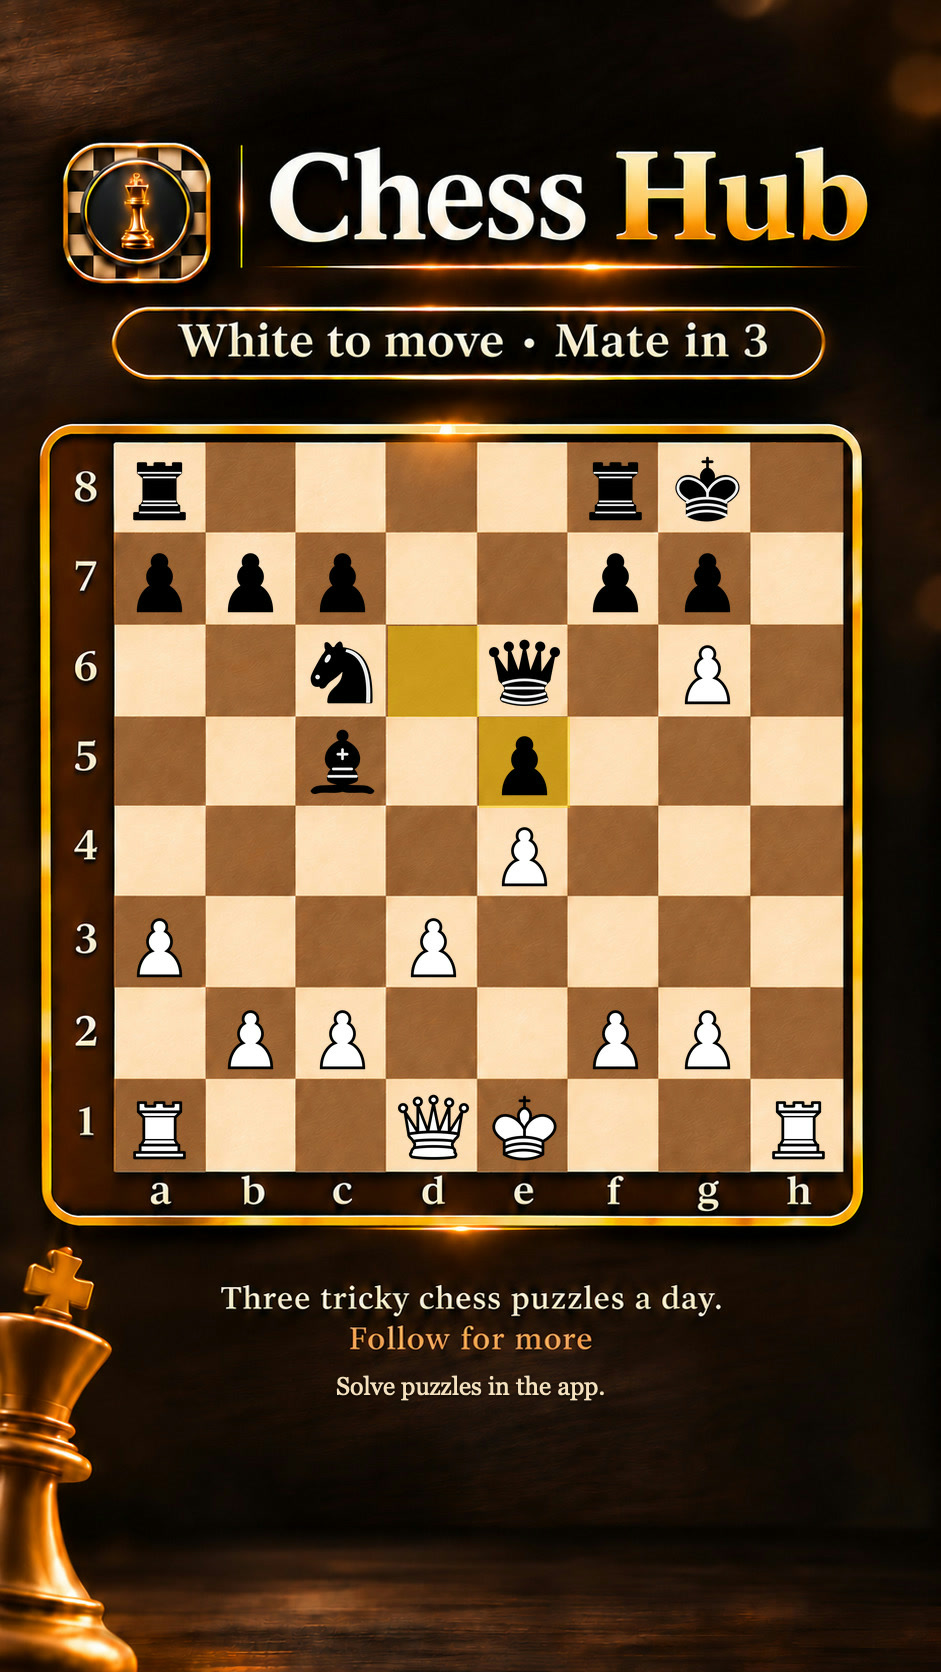 Chess Hub
White to move • Mate in 3
8
7
6
5
4
3
2
1
a b c d e f g h
Three tricky chess puzzles a day.
Follow for more
Solve puzzles in the app.